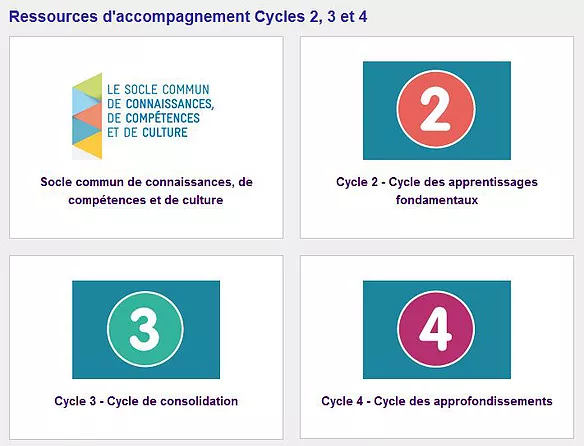 Ressources d'accompagnement Cycles 2, 3 et 4
LE SOCLE COMMUN
DE CONNAISSANCES,
DE COMPÉTENCES
ET DE CULTURE
Socle commun de connaissances, de
compétences et de culture
2
Cycle 2 - Cycle des apprentissages
fondamentaux
3
Cycle 3 - Cycle de consolidation
4
Cycle 4 - Cycle des approfondissements